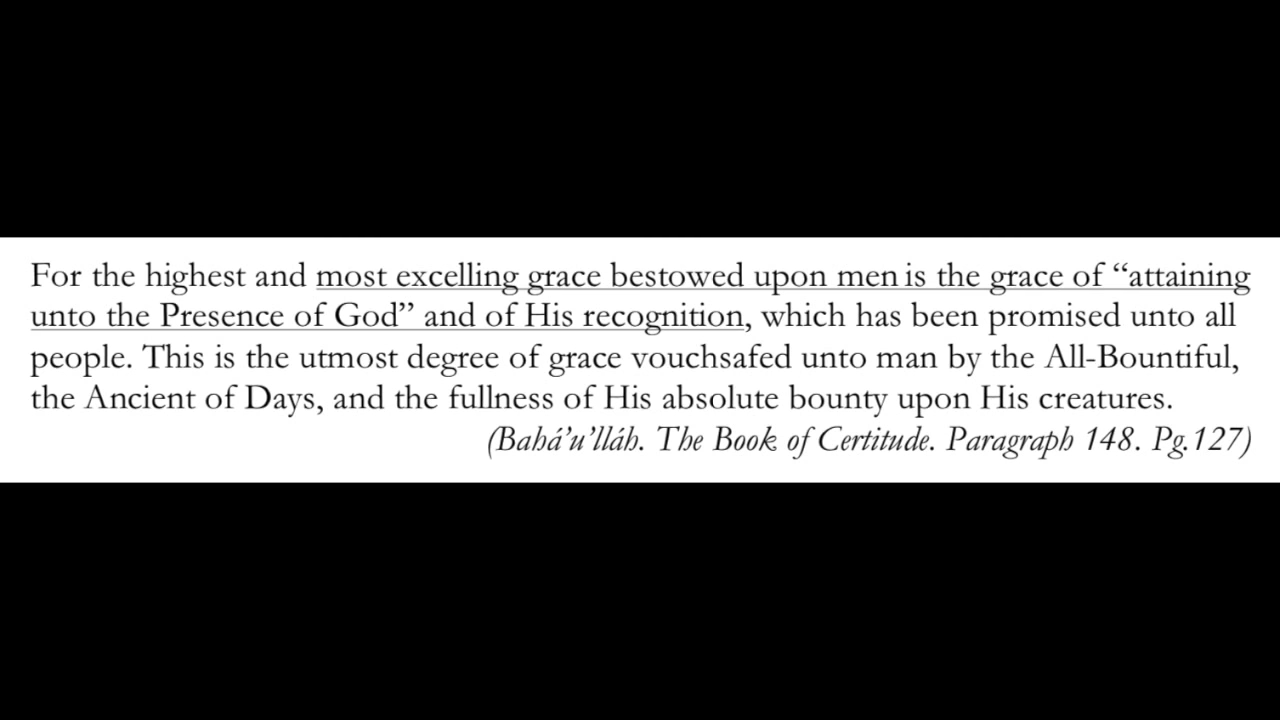 For the highest and most excelling grace bestowed upon men is the grace of “attaining
unto the Presence of God” and of His recognition, which has been promised unto all
people. This is the utmost degree of grace vouchsafed unto man by the All-Bountiful,
the Ancient of Days, and the fullness of His absolute bounty upon His creatures.
(Bahá’u’lláh. The Book of Certitude. Paragraph 148. Pg.127)